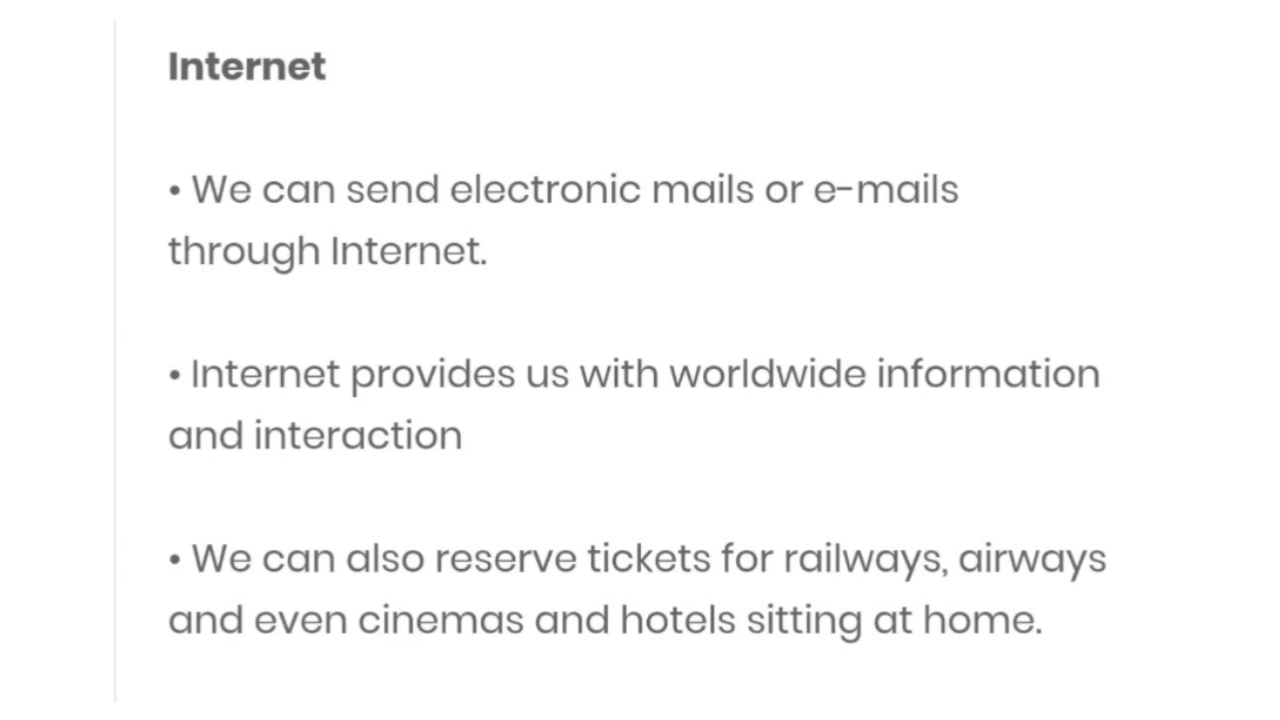 Internet
• We can send electronic mails or e-mails
through Internet.
• Internet provides us with worldwide information
and interaction
• We can also reserve tickets for railways, airways
and even cinemas and hotels sitting at home.